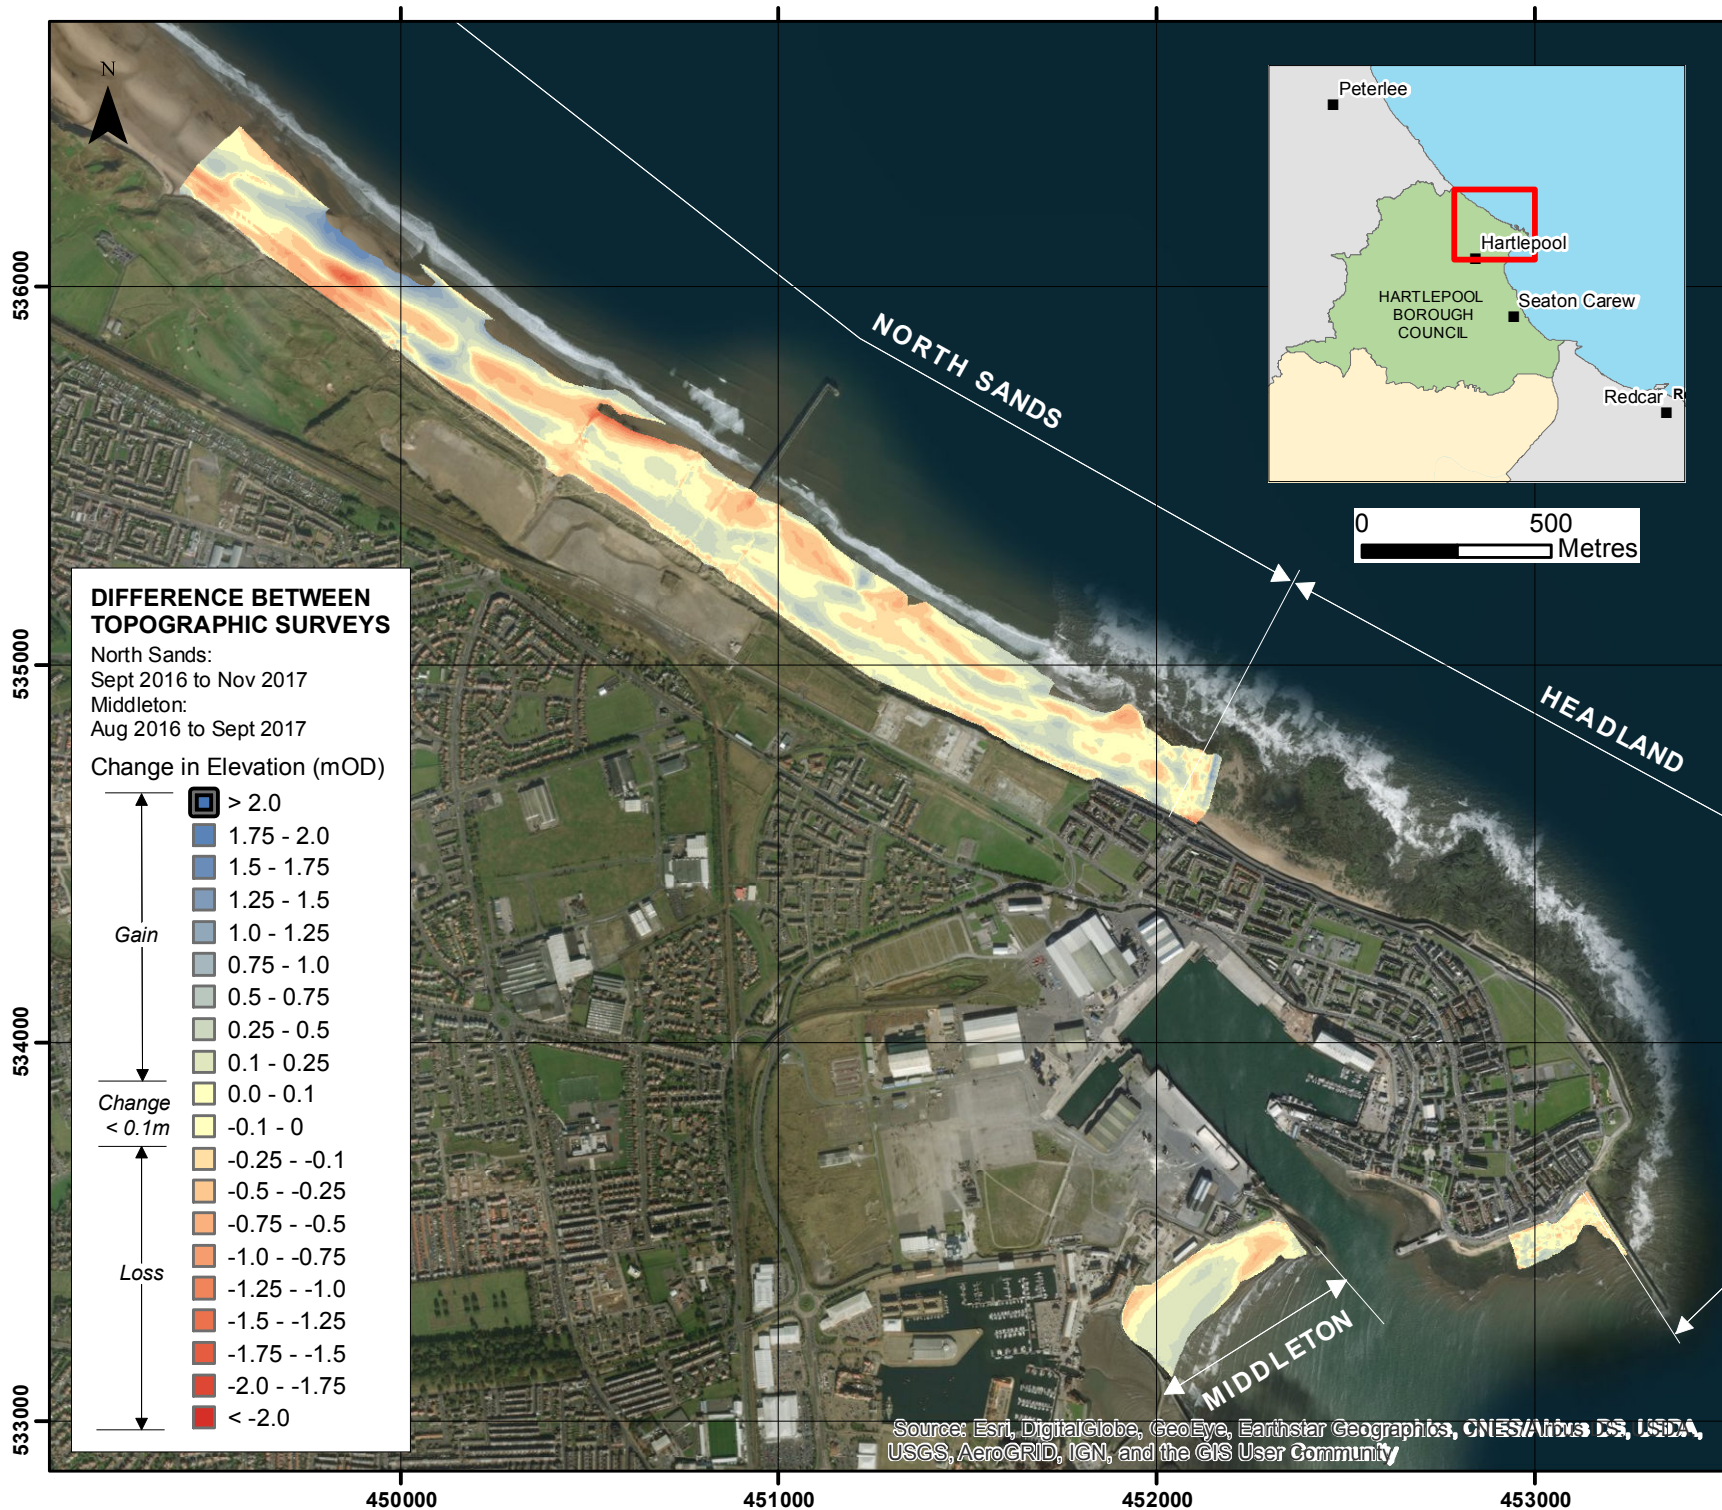 N
Peterlee
Hartlepool
HARTLEPOOL
BOROUGH
COUNCIL
Seaton Carew
Redcar
R
0 500
Metres
NORTH SANDS
HEADLAND
MIDDLETON
536000
535000
534000
533000
DIFFERENCE BETWEEN
TOPOGRAPHIC SURVEYS
North Sands:
Sept 2016 to Nov 2017
Middleton:
Aug 2016 to Sept 2017
Change in Elevation (mOD)
> 2.0
1.75 - 2.0
1.5 - 1.75
1.25 - 1.5
Gain
1.0 - 1.25
0.75 - 1.0
0.5 - 0.75
0.25 - 0.5
0.1 - 0.25
0.0 - 0.1
Change
< 0.1m
-0.1 - 0
-0.25 - -0.1
-0.5 - -0.25
-0.75 - -0.5
-1.0 - -0.75
Loss
-1.25 - -1.0
-1.5 - -1.25
-1.75 - -1.5
-2.0 - -1.75
< -2.0
Source: Esri, DigitalGlobe, GeoEye, Earthstar Geographics, CNES/Airbus DS, USDA,
USGS, AeroGRID, IGN, and the GIS User Community
450000
451000
452000
453000